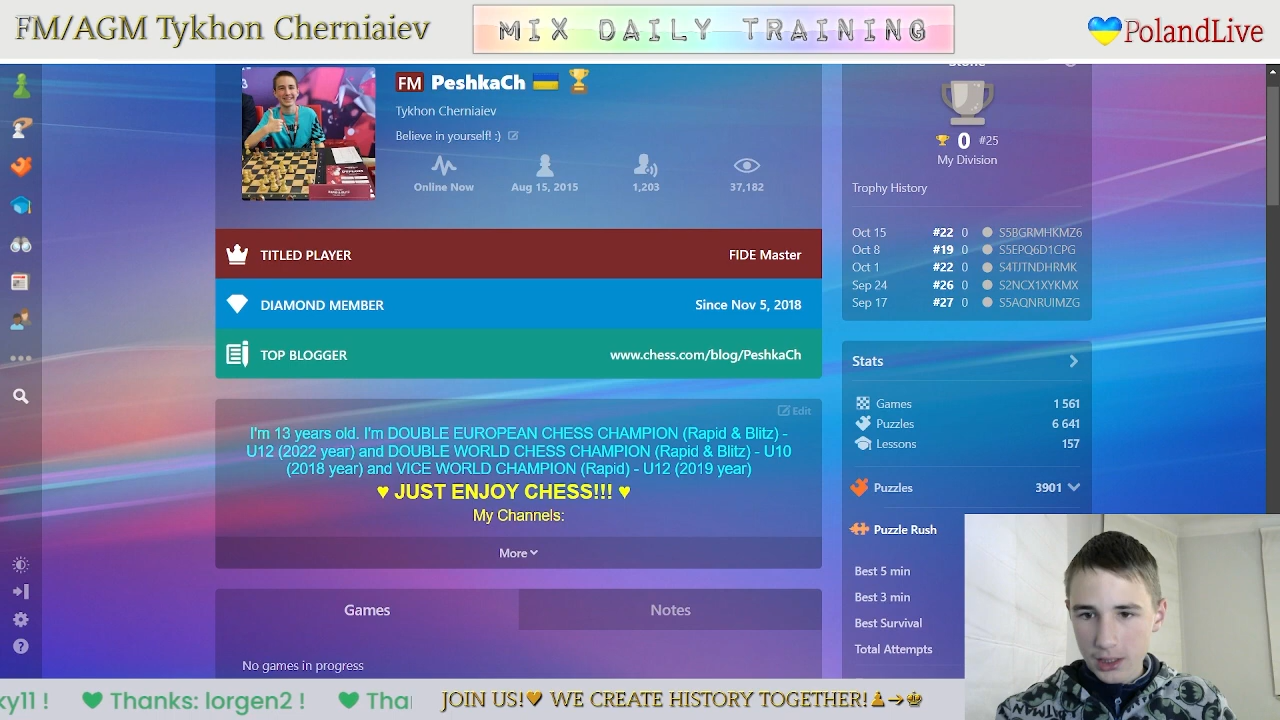 FM/AGM Tykhon Cherniaiev
MIX DAILY TRAINING
PolandLive
FM PeshkaCh
Tykhon Cherniaiev
Believe in yourself! :)
Online Now
Aug 15, 2015
1,203
37,182
TITLED PLAYER FIDE Master
DIAMOND MEMBER Since Nov 5, 2018
TOP BLOGGER www.chess.com/blog/PeshkaCh
Edit
I'm 13 years old. I'm DOUBLE EUROPEAN CHESS CHAMPION (Rapid & Blitz) -
U12 (2022 year) and DOUBLE WORLD CHESS CHAMPION (Rapid & Blitz) - U10
(2018 year) and VICE WORLD CHAMPION (Rapid) - U12 (2019 year)
♥ JUST ENJOY CHESS!!! ♥
My Channels:
More
Games Notes
No games in progress
Stone
0 #25
My Division
Trophy History
Oct 15 #22 0 S5BGRMHKMZ6
Oct 8 #19 0 S5EPQ6D1CPG
Oct 1 #22 0 S4TJTNDHRMK
Sep 24 #26 0 S2NCX1XYKMX
Sep 17 #27 0 S5AQNRUIMZG
Stats
Games 1 561
Puzzles 6 641
Lessons 157
Puzzles 3901
Puzzle Rush
Best 5 min
Best 3 min
Best Survival
Total Attempts
ky11 ! Thanks: lorgen2 ! Tha
JOIN US! WE CREATE HISTORY TOGETHER!